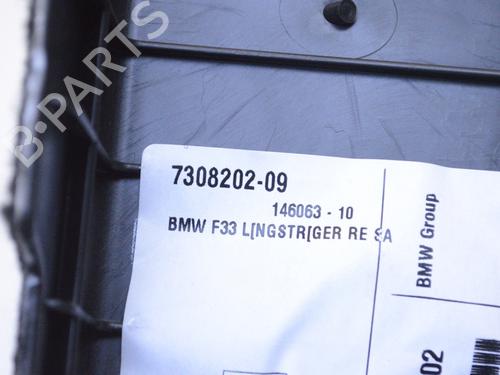 B·PARTS
7308202-09
146063 - 10
BMW F33 L[NGSTR[GER RE SA
BMW Group
02